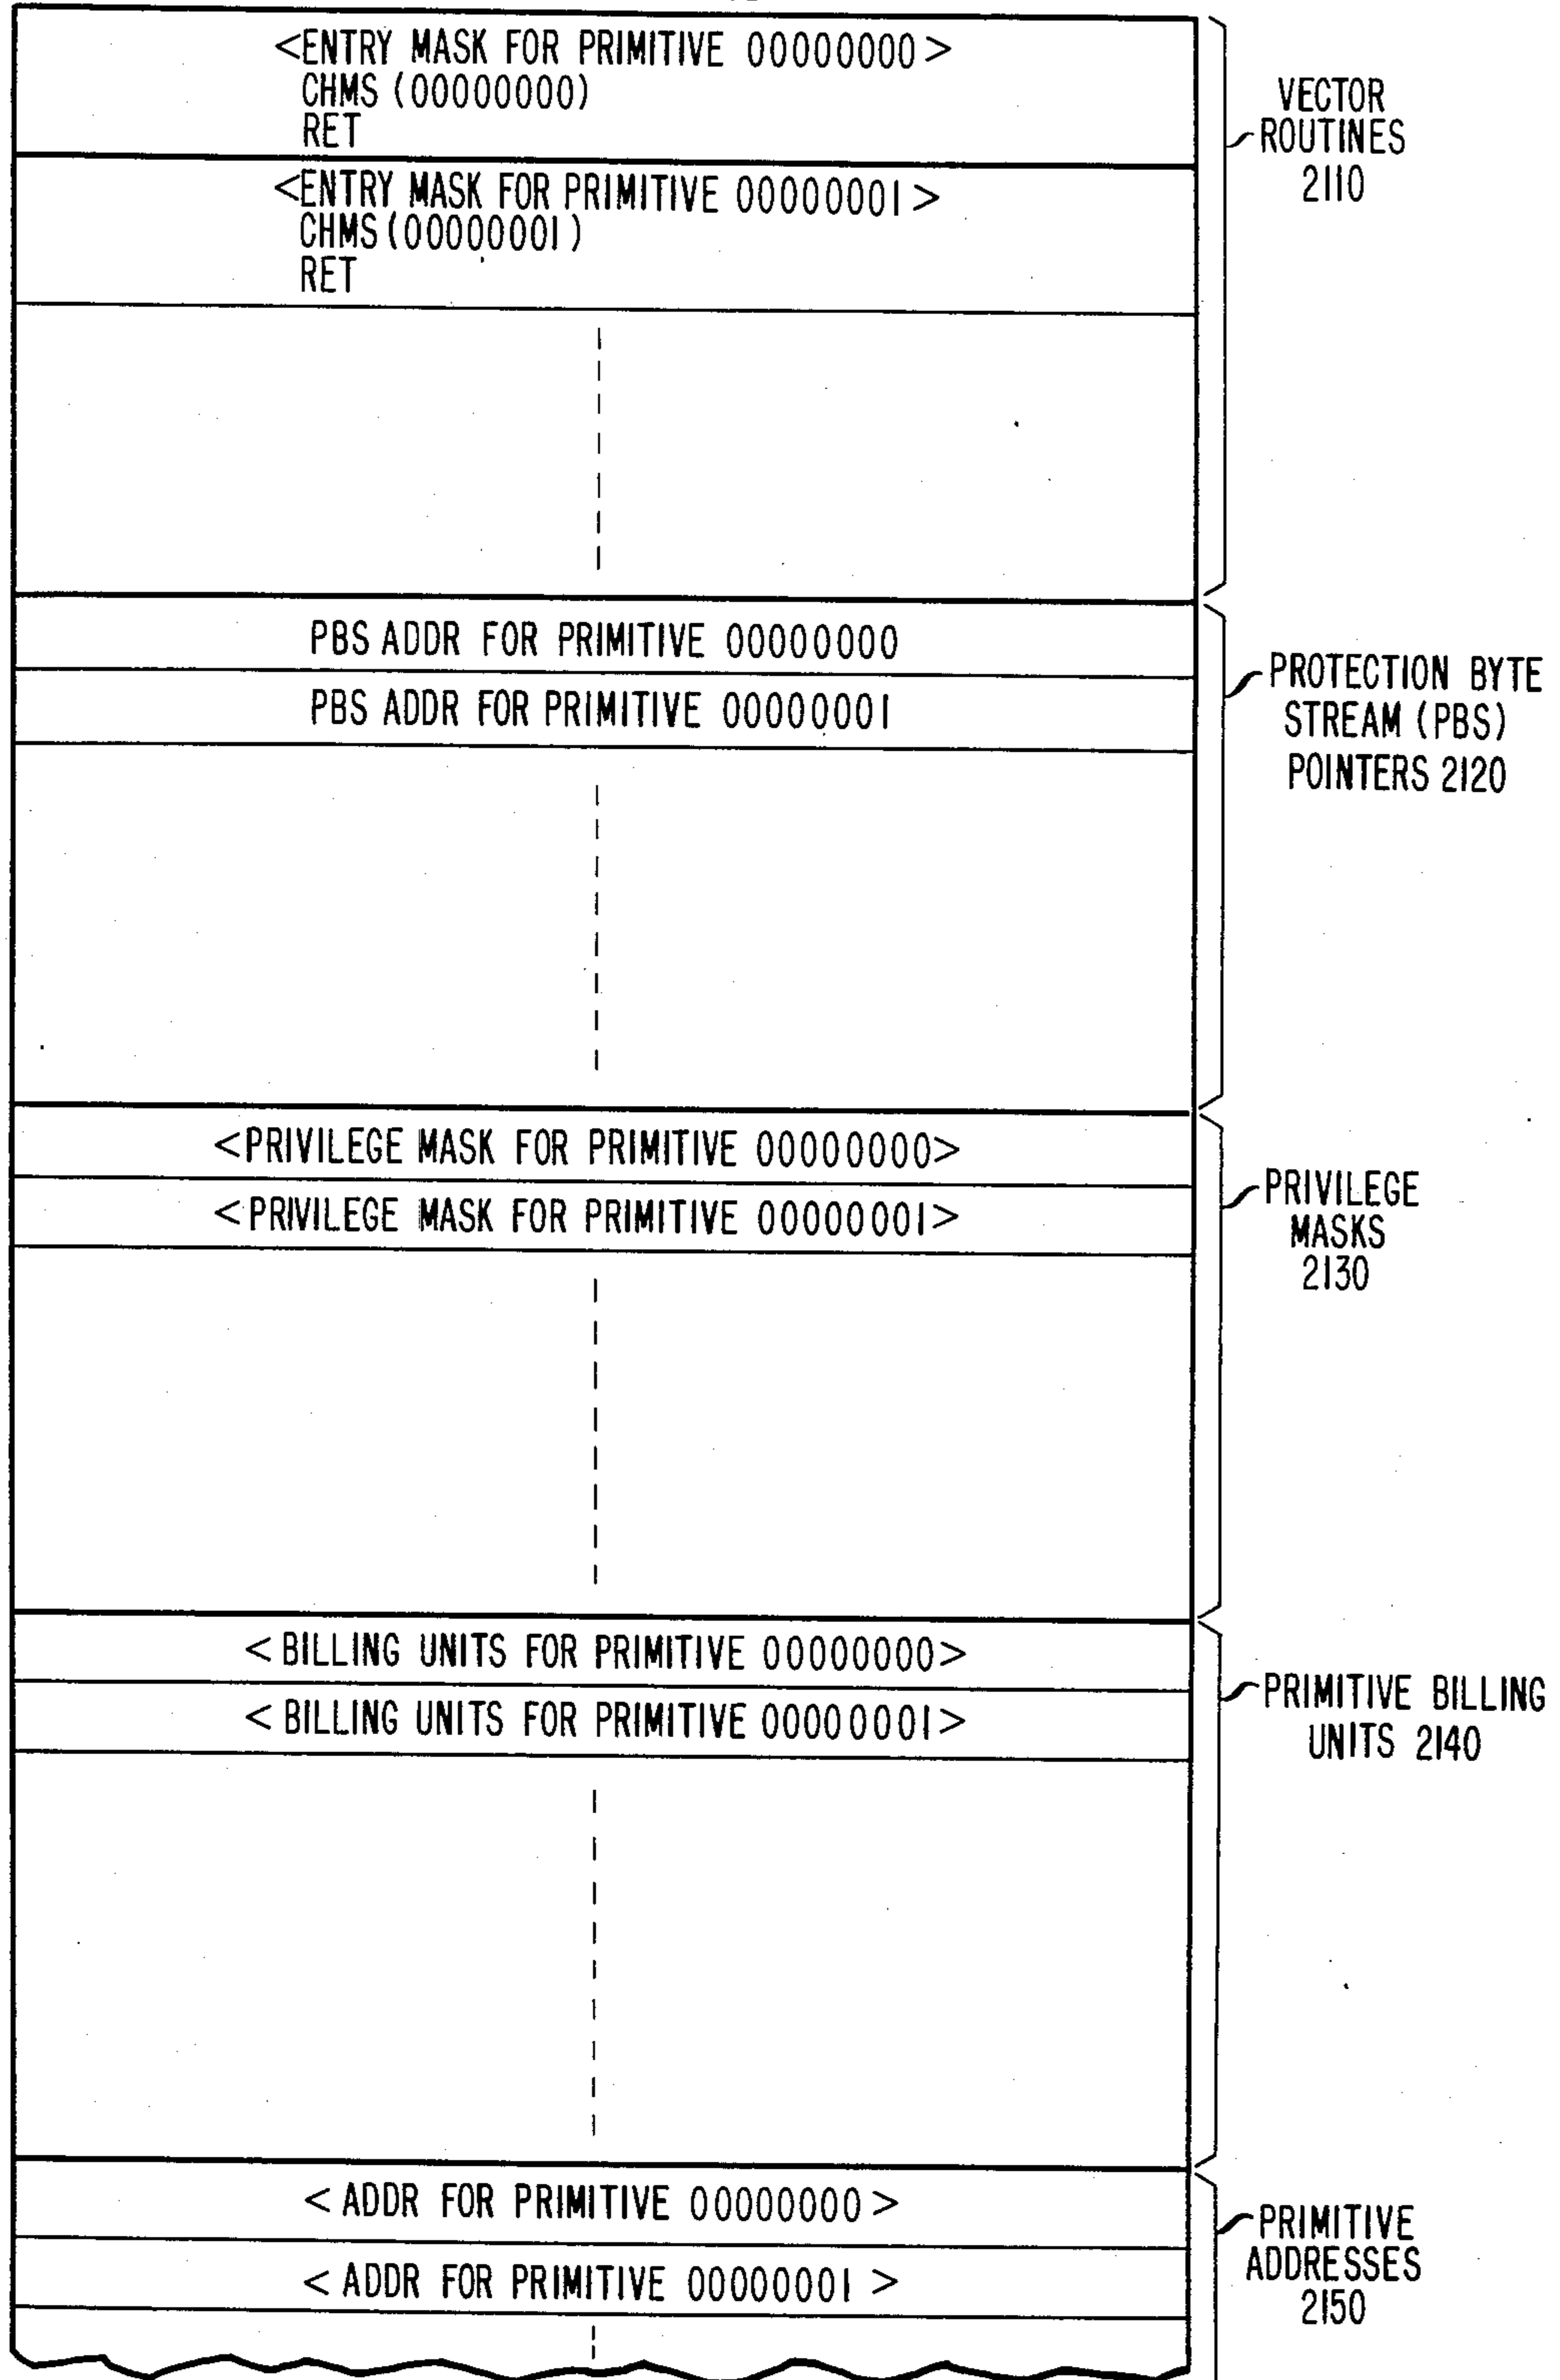 <ENTRY MASK FOR PRIMITIVE 00000000>
CHMS (00000000)
RET
<ENTRY MASK FOR PRIMITIVE 00000001>
CHMS (00000001)
RET
VECTOR
ROUTINES
2110
PBS ADDR FOR PRIMITIVE 00000000
PBS ADDR FOR PRIMITIVE 00000001
PROTECTION BYTE
STREAM (PBS)
POINTERS 2120
<PRIVILEGE MASK FOR PRIMITIVE 00000000>
<PRIVILEGE MASK FOR PRIMITIVE 00000001>
PRIVILEGE
MASKS
2130
<BILLING UNITS FOR PRIMITIVE 00000000>
<BILLING UNITS FOR PRIMITIVE 00000001>
PRIMITIVE BILLING
UNITS 2140
<ADDR FOR PRIMITIVE 00000000>
<ADDR FOR PRIMITIVE 00000001>
PRIMITIVE
ADDRESSES
2150